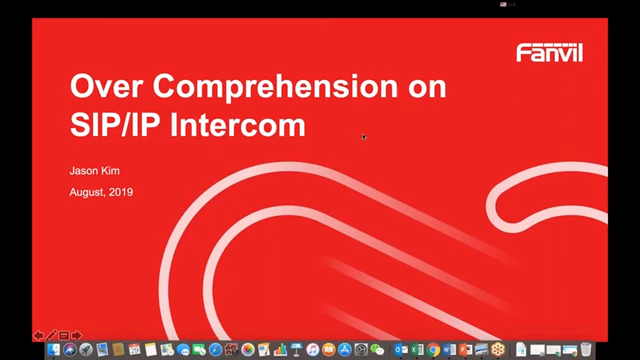 Fanvil
Over Comprehension on
SIP/IP Intercom
Jason Kim
August, 2019